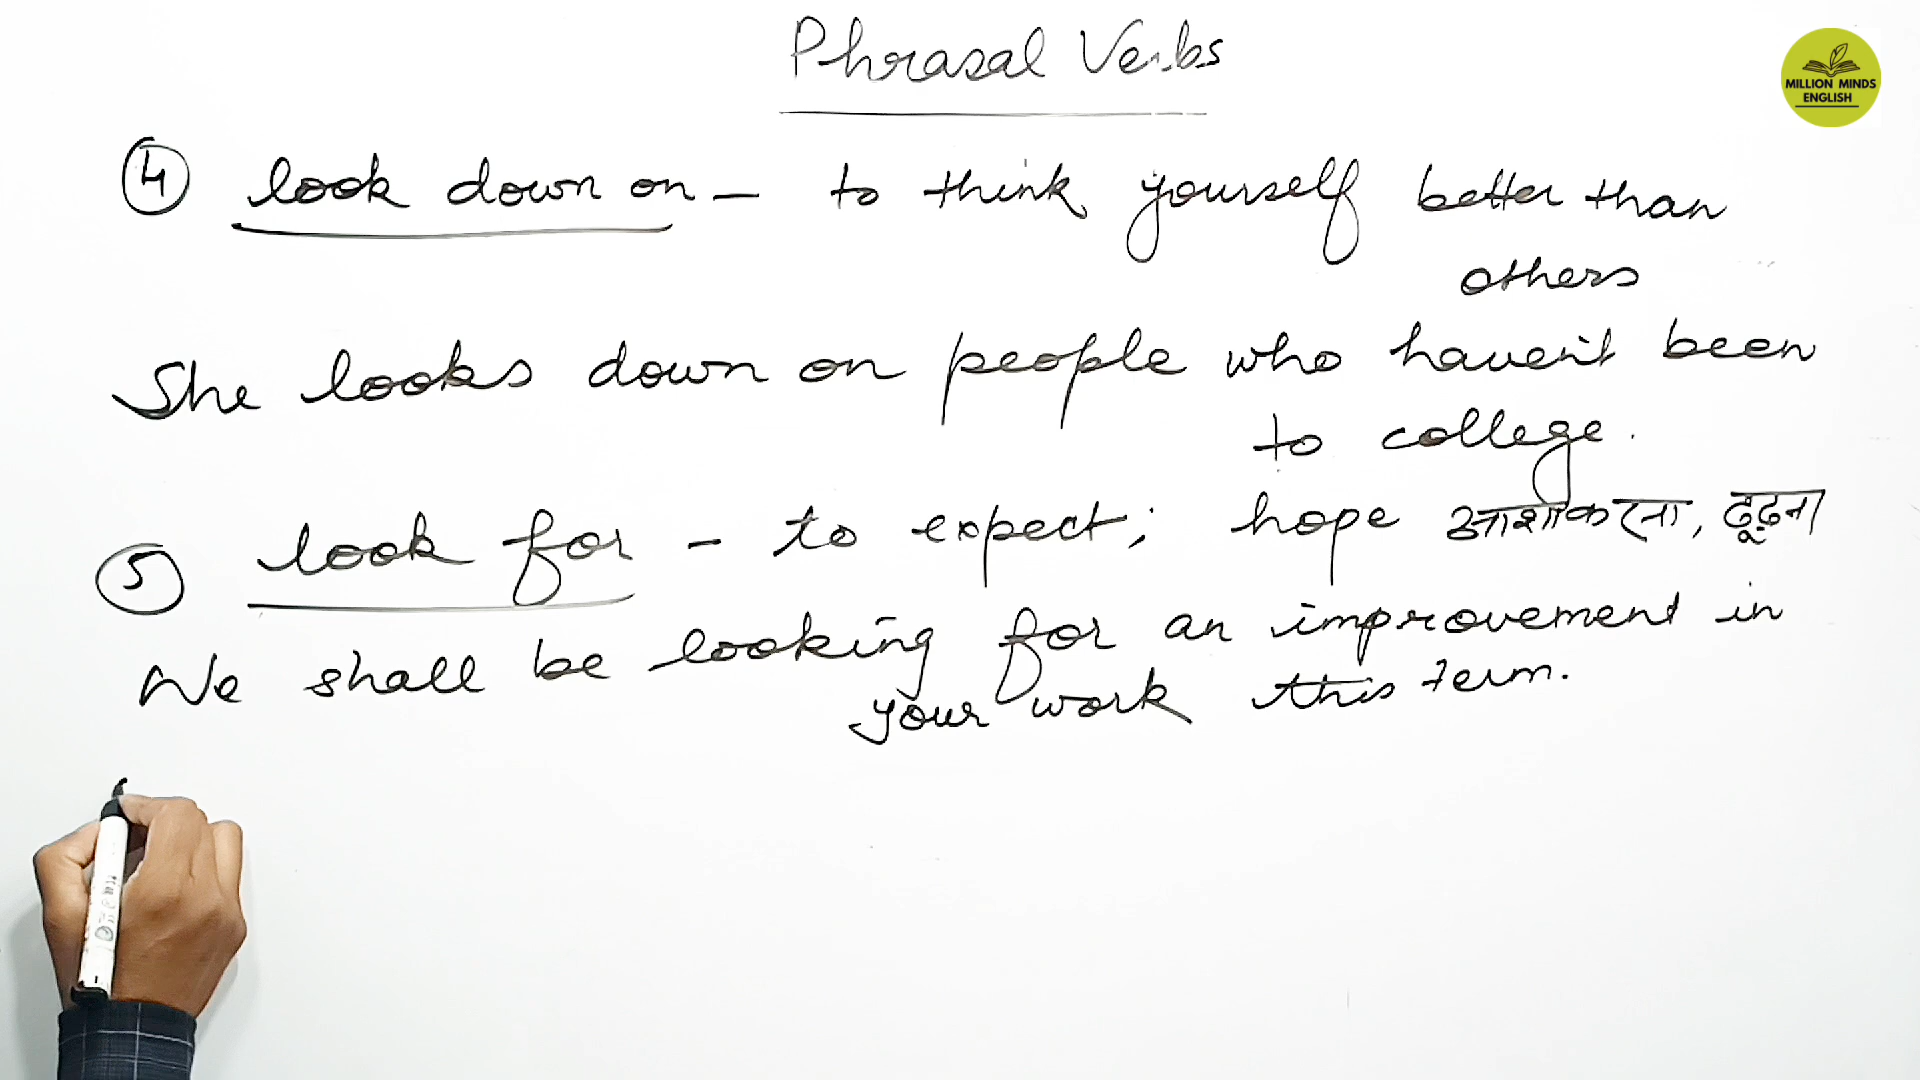 Phrasal Verbs
MILLION MINDS
ENGLISH
4 look down on - to think yourself better than
others
She looks down on people who haven't been
to college.
5 look for - to expect; hope आशा करना, ढूढ़ना
We shall be looking for an improvement in
your work this term.